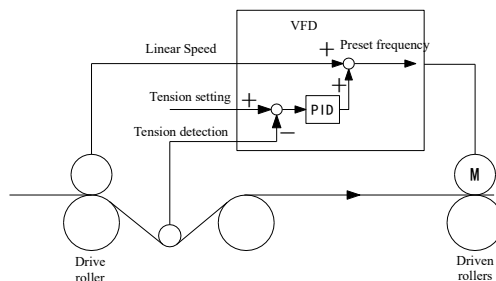 VFD
Linear Speed
+
Preset frequency
+
Tension setting
+
PID
Tension detection
−
M
Drive
roller
Driven
rollers